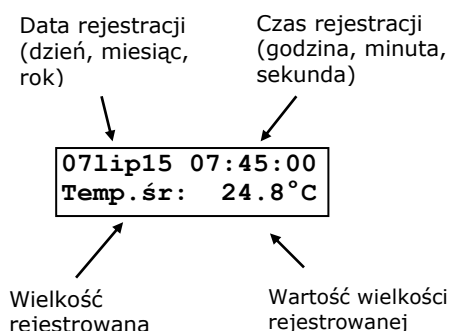 Data rejestracji
(dzień, miesiąc,
rok)
Czas rejestracji
(godzina, minuta,
sekunda)
07lip15 07:45:00
Temp.śr: 24.8°C
Wielkość
rejestrowana
Wartość wielkości
rejestrowanej